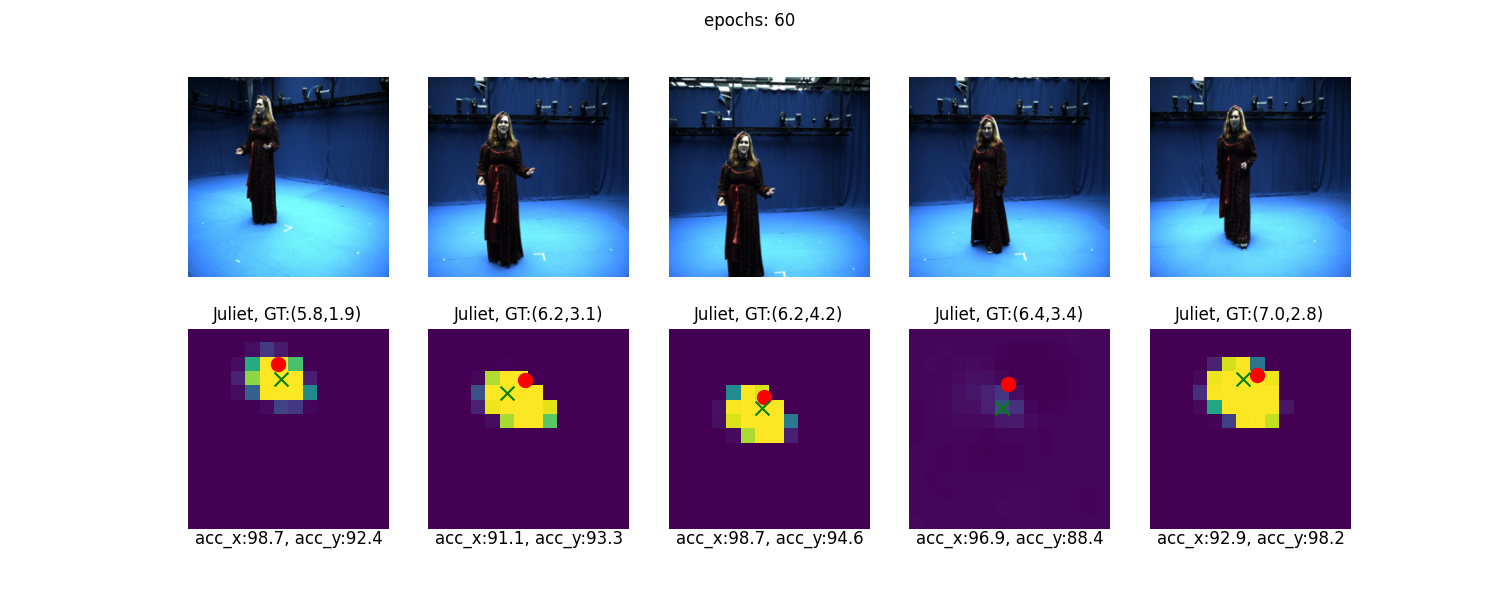 epochs: 60
Juliet, GT:(5.8,1.9)
Juliet, GT:(6.2,3.1)
Juliet, GT:(6.2,4.2)
Juliet, GT:(6.4,3.4)
Juliet, GT:(7.0,2.8)
acc_x:98.7, acc_y:92.4
acc_x:91.1, acc_y:93.3
acc_x:98.7, acc_y:94.6
acc_x:96.9, acc_y:88.4
acc_x:92.9, acc_y:98.2